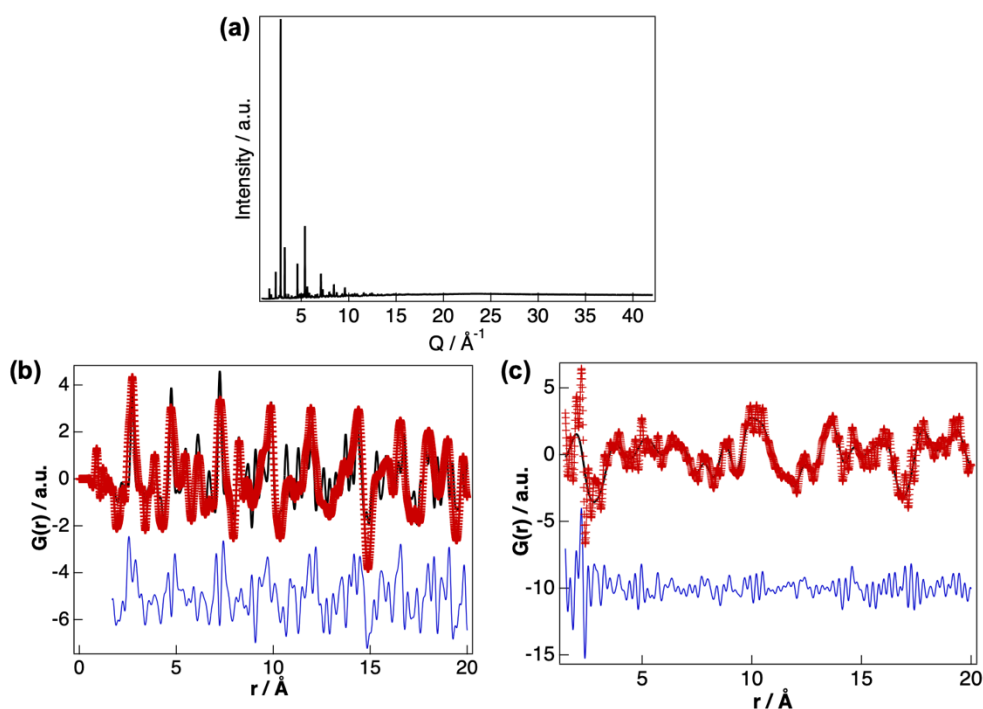 (a)
Intensity / a.u.
5 10 15 20 25 30 35 40
Q / Å⁻¹
(b)
G(r) / a.u.
4
2
0
-2
-4
-6
0 5 10 15 20
r / Å
(c)
G(r) / a.u.
5
0
-5
-10
-15
5 10 15 20
r / Å